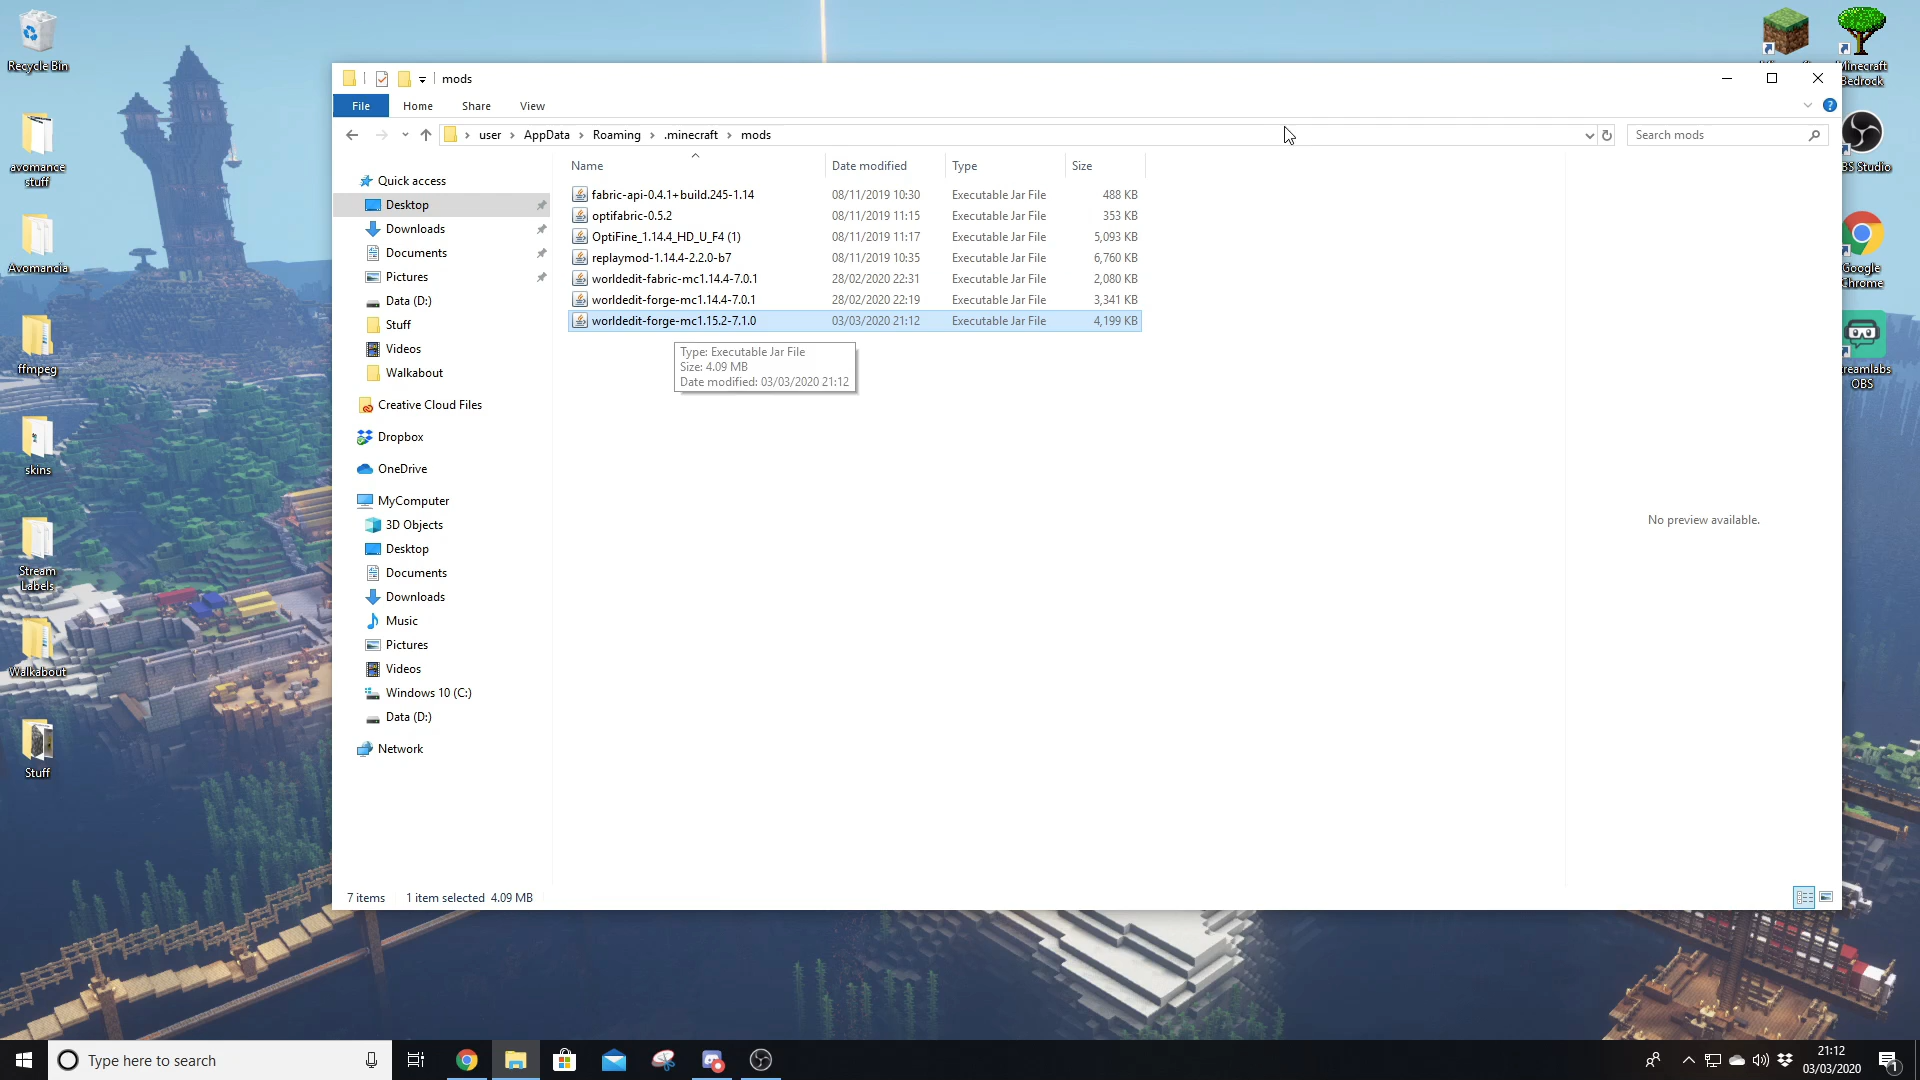 Recycle Bin
avomance
stuff
Avomancia
ffmpeg
skins
Stream
Labels
Walkabout
Stuff
mods
File
Home
Share
View
user
AppData
Roaming
.minecraft
mods
Search mods
Quick access
Desktop
Downloads
Documents
Pictures
Data (D:)
Stuff
Videos
Walkabout
Creative Cloud Files
Dropbox
OneDrive
MyComputer
3D Objects
Desktop
Documents
Downloads
Music
Pictures
Videos
Windows 10 (C:)
Data (D:)
Network
Name Date modified Type Size
fabric-api-0.4.1+build.245-1.14 08/11/2019 10:30 Executable Jar File 488 KB
optifabric-0.5.2 08/11/2019 11:15 Executable Jar File 353 KB
OptiFine_1.14.4_HD_U_F4 (1) 08/11/2019 11:17 Executable Jar File 5,093 KB
replaymod-1.14.4-2.2.0-b7 08/11/2019 10:35 Executable Jar File 6,760 KB
worldedit-fabric-mc1.14.4-7.0.1 28/02/2020 22:31 Executable Jar File 2,080 KB
worldedit-forge-mc1.14.4-7.0.1 28/02/2020 22:19 Executable Jar File 3,341 KB
worldedit-forge-mc1.15.2-7.1.0 03/03/2020 21:12 Executable Jar File 4,199 KB
Type: Executable Jar File
Size: 4.09 MB
Date modified: 03/03/2020 21:12
No preview available.
7 items 1 item selected 4.09 MB
Minecraft
Bedrock
BS Studio
Google
Chrome
treamlabs
OBS
Type here to search
21:12
03/03/2020
1